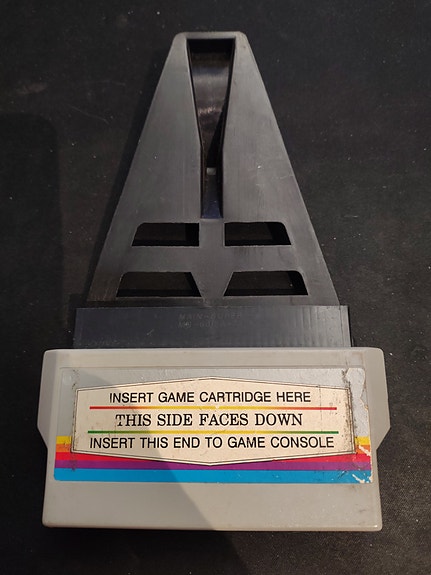 INSERT GAME CARTRIDGE HERE
THIS SIDE FACES DOWN
INSERT THIS END TO GAME CONSOLE